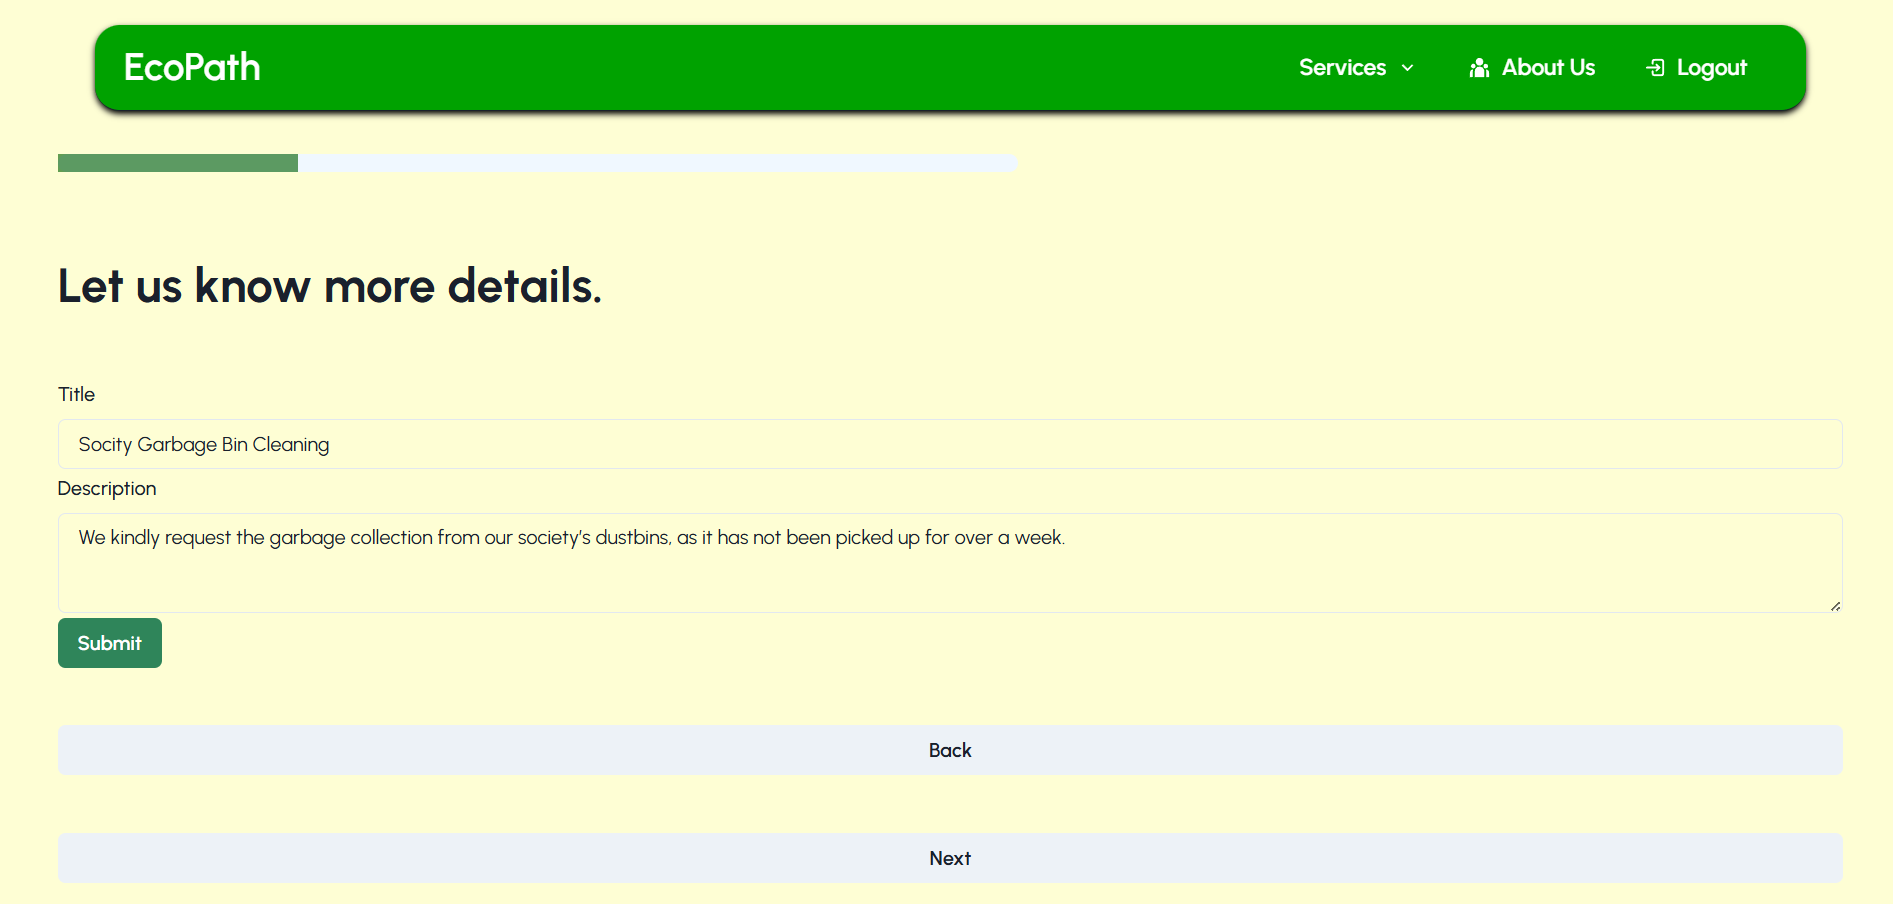 EcoPath
Services
About Us
Logout
Let us know more details.
Title
Socity Garbage Bin Cleaning
Description
We kindly request the garbage collection from our society's dustbins, as it has not been picked up for over a week.
Submit
Back
Next